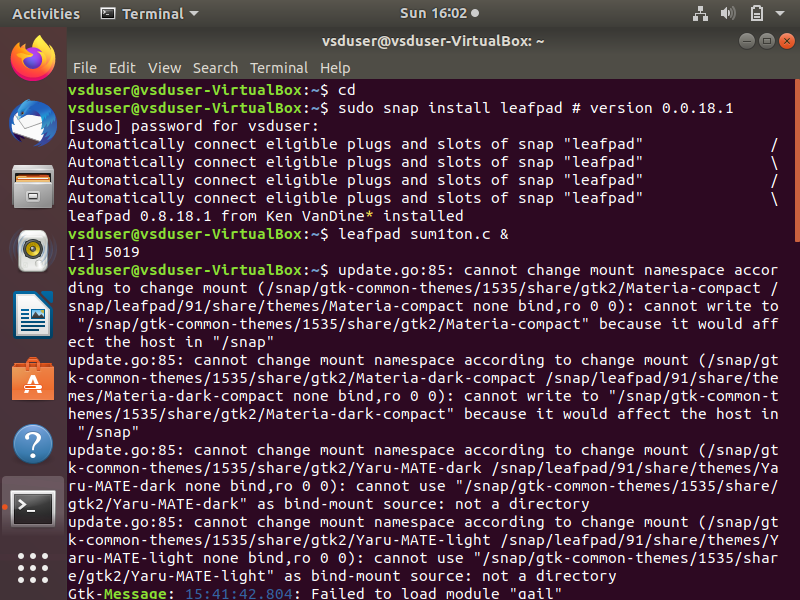 Activities Terminal Sun 16:02
vsduser@vsduser-VirtualBox: ~
File Edit View Search Terminal Help
vsduser@vsduser-VirtualBox:~$ cd
vsduser@vsduser-VirtualBox:~$ sudo snap install leafpad # version 0.0.18.1
[sudo] password for vsduser:
Automatically connect eligible plugs and slots of snap "leafpad" /
Automatically connect eligible plugs and slots of snap "leafpad" \
Automatically connect eligible plugs and slots of snap "leafpad" /
Automatically connect eligible plugs and slots of snap "leafpad" \
leafpad 0.8.18.1 from Ken VanDine* installed
vsduser@vsduser-VirtualBox:~$ leafpad sum1ton.c &
[1] 5019
vsduser@vsduser-VirtualBox:~$ update.go:85: cannot change mount namespace accor
ding to change mount (/snap/gtk-common-themes/1535/share/gtk2/Materia-compact /
snap/leafpad/91/share/themes/Materia-compact none bind,ro 0 0): cannot write to
"/snap/gtk-common-themes/1535/share/gtk2/Materia-compact" because it would aff
ect the host in "/snap"
update.go:85: cannot change mount namespace according to change mount (/snap/gt
k-common-themes/1535/share/gtk2/Materia-dark-compact /snap/leafpad/91/share/the
mes/Materia-dark-compact none bind,ro 0 0): cannot write to "/snap/gtk-common-t
hemes/1535/share/gtk2/Materia-dark-compact" because it would affect the host in
"/snap"
update.go:85: cannot change mount namespace according to change mount (/snap/gt
k-common-themes/1535/share/gtk2/Yaru-MATE-dark /snap/leafpad/91/share/themes/Ya
ru-MATE-dark none bind,ro 0 0): cannot use "/snap/gtk-common-themes/1535/share/
gtk2/Yaru-MATE-dark" as bind-mount source: not a directory
update.go:85: cannot change mount namespace according to change mount (/snap/gt
k-common-themes/1535/share/gtk2/Yaru-MATE-light /snap/leafpad/91/share/themes/Y
aru-MATE-light none bind,ro 0 0): cannot use "/snap/gtk-common-themes/1535/shar
e/gtk2/Yaru-MATE-light" as bind-mount source: not a directory
Gtk-Message: 15:41:42.804: Failed to load module "gail"